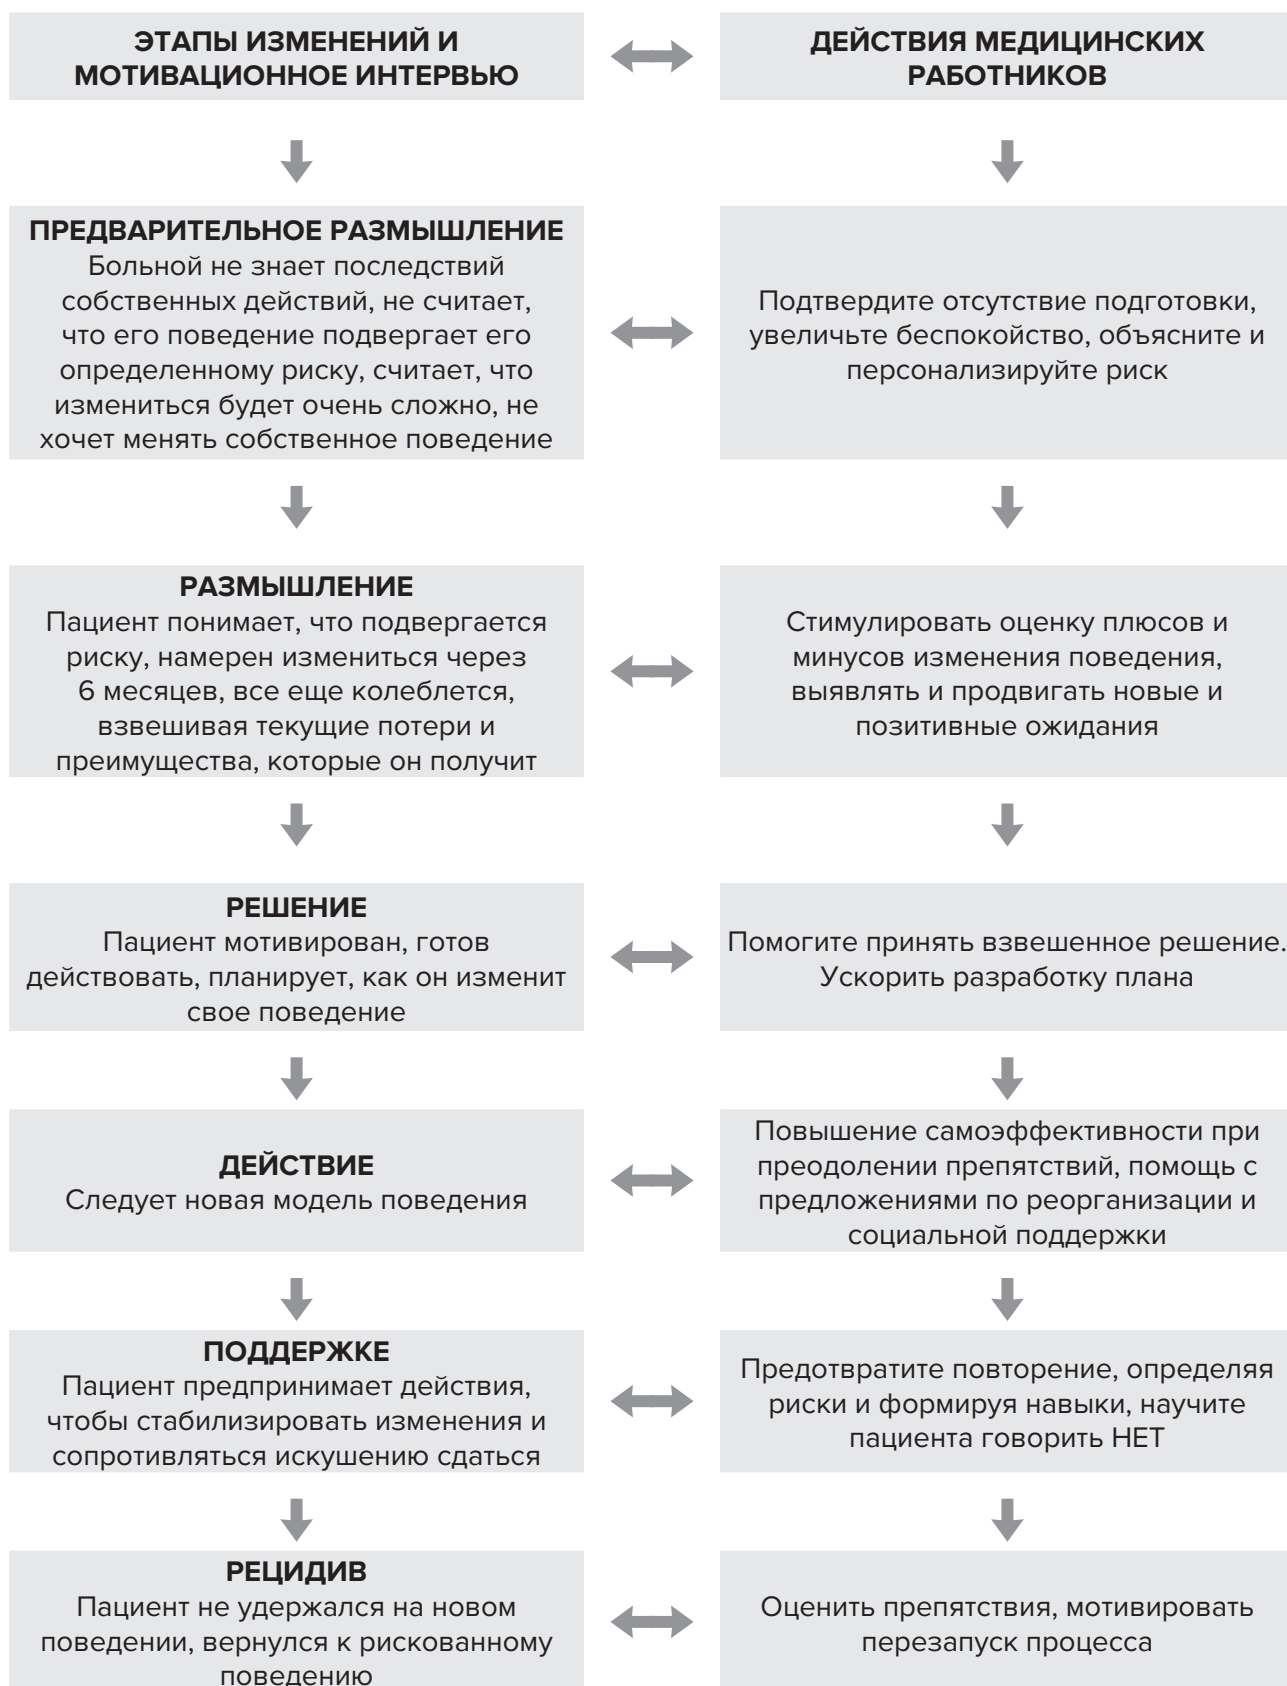 ЭТАПЫ ИЗМЕНЕНИЙ И
МОТИВАЦИОННОЕ ИНТЕРВЬЮ
ДЕЙСТВИЯ МЕДИЦИНСКИХ
РАБОТНИКОВ
ПРЕДВАРИТЕЛЬНОЕ РАЗМЫШЛЕНИЕ
Больной не знает последствий
собственных действий, не считает,
что его поведение подвергает его
определенному риску, считает, что
измениться будет очень сложно, не
хочет менять собственное поведение
Подтвердите отсутствие подготовки,
увеличьте беспокойство, объясните и
персонализируйте риск
РАЗМЫШЛЕНИЕ
Пациент понимает, что подвергается
риску, намерен измениться через
6 месяцев, все еще колеблется,
взвешивая текущие потери и
преимущества, которые он получит
Стимулировать оценку плюсов и
минусов изменения поведения,
выявлять и продвигать новые и
позитивные ожидания
РЕШЕНИЕ
Пациент мотивирован, готов
действовать, планирует, как он изменит
свое поведение
Помогите принять взвешенное решение.
Ускорить разработку плана
ДЕЙСТВИЕ
Следует новая модель поведения
Повышение самоэффективности при
преодолении препятствий, помощь с
предложениями по реорганизации и
социальной поддержки
ПОДДЕРЖКЕ
Пациент предпринимает действия,
чтобы стабилизировать изменения и
сопротивляться искушению сдаться
Предотвратите повторение, определяя
риски и формируя навыки, научите
пациента говорить НЕТ
РЕЦИДИВ
Пациент не удержался на новом
поведении, вернулся к рискованному
поведению
Оценить препятствия, мотивировать
перезапуск процесса